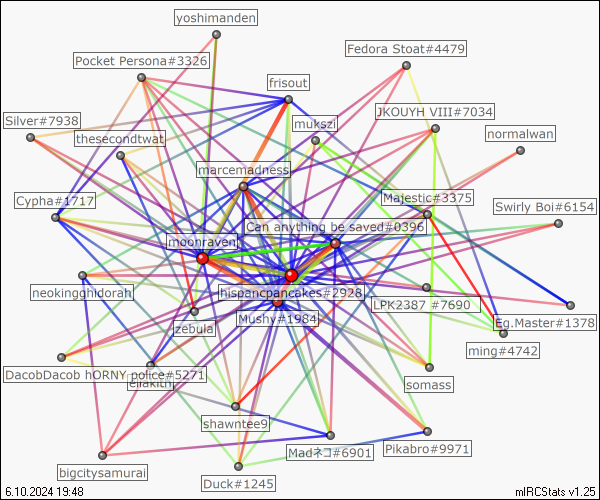 yoshimanden
Fedora Stoat#4479
Pocket Persona#3326
frisout
JKOUYH VIII#7034
Silver#7938
mukszi
normalwan
thesecondtwat
marcemadness
Cypha#1717
Majestic#3375
Swirly Boi#6154
Can anything be saved#0396
moonraven
neokingghidorah
hispancpancakes#2928
LPK2387 #7690
Mushy#1984
Eg.Master#1378
zebula
ming#4742
DacobDacob hORNY police#5271
somass
shawntee9
Madネコ#6901
Pikabro#9971
bigcitysamurai
Duck#1245
6.10.2024 19:48
mIRCStats v1.25